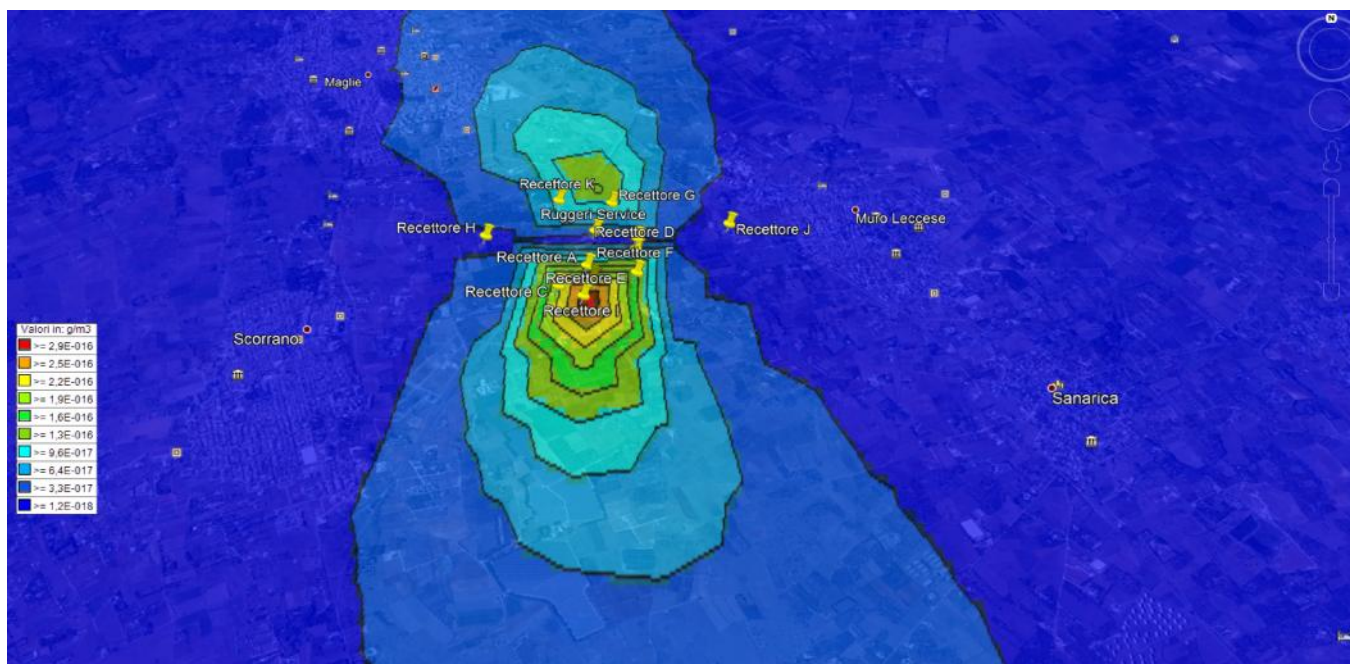 N
Maglie
Recettore K
Recettore G
Ruggeri Service
Muro Leccese
Recettore H
Recettore D
Recettore J
Recettore A
Recettore F
Recettore E
Recettore C
Recettore I
Scorrano
Sanarica
Valori in: g/m3
>= 2,9E-016
>= 2,5E-016
>= 2,2E-016
>= 1,9E-016
>= 1,6E-016
>= 1,3E-016
>= 9,6E-017
>= 6,4E-017
>= 3,3E-017
>= 1,2E-018